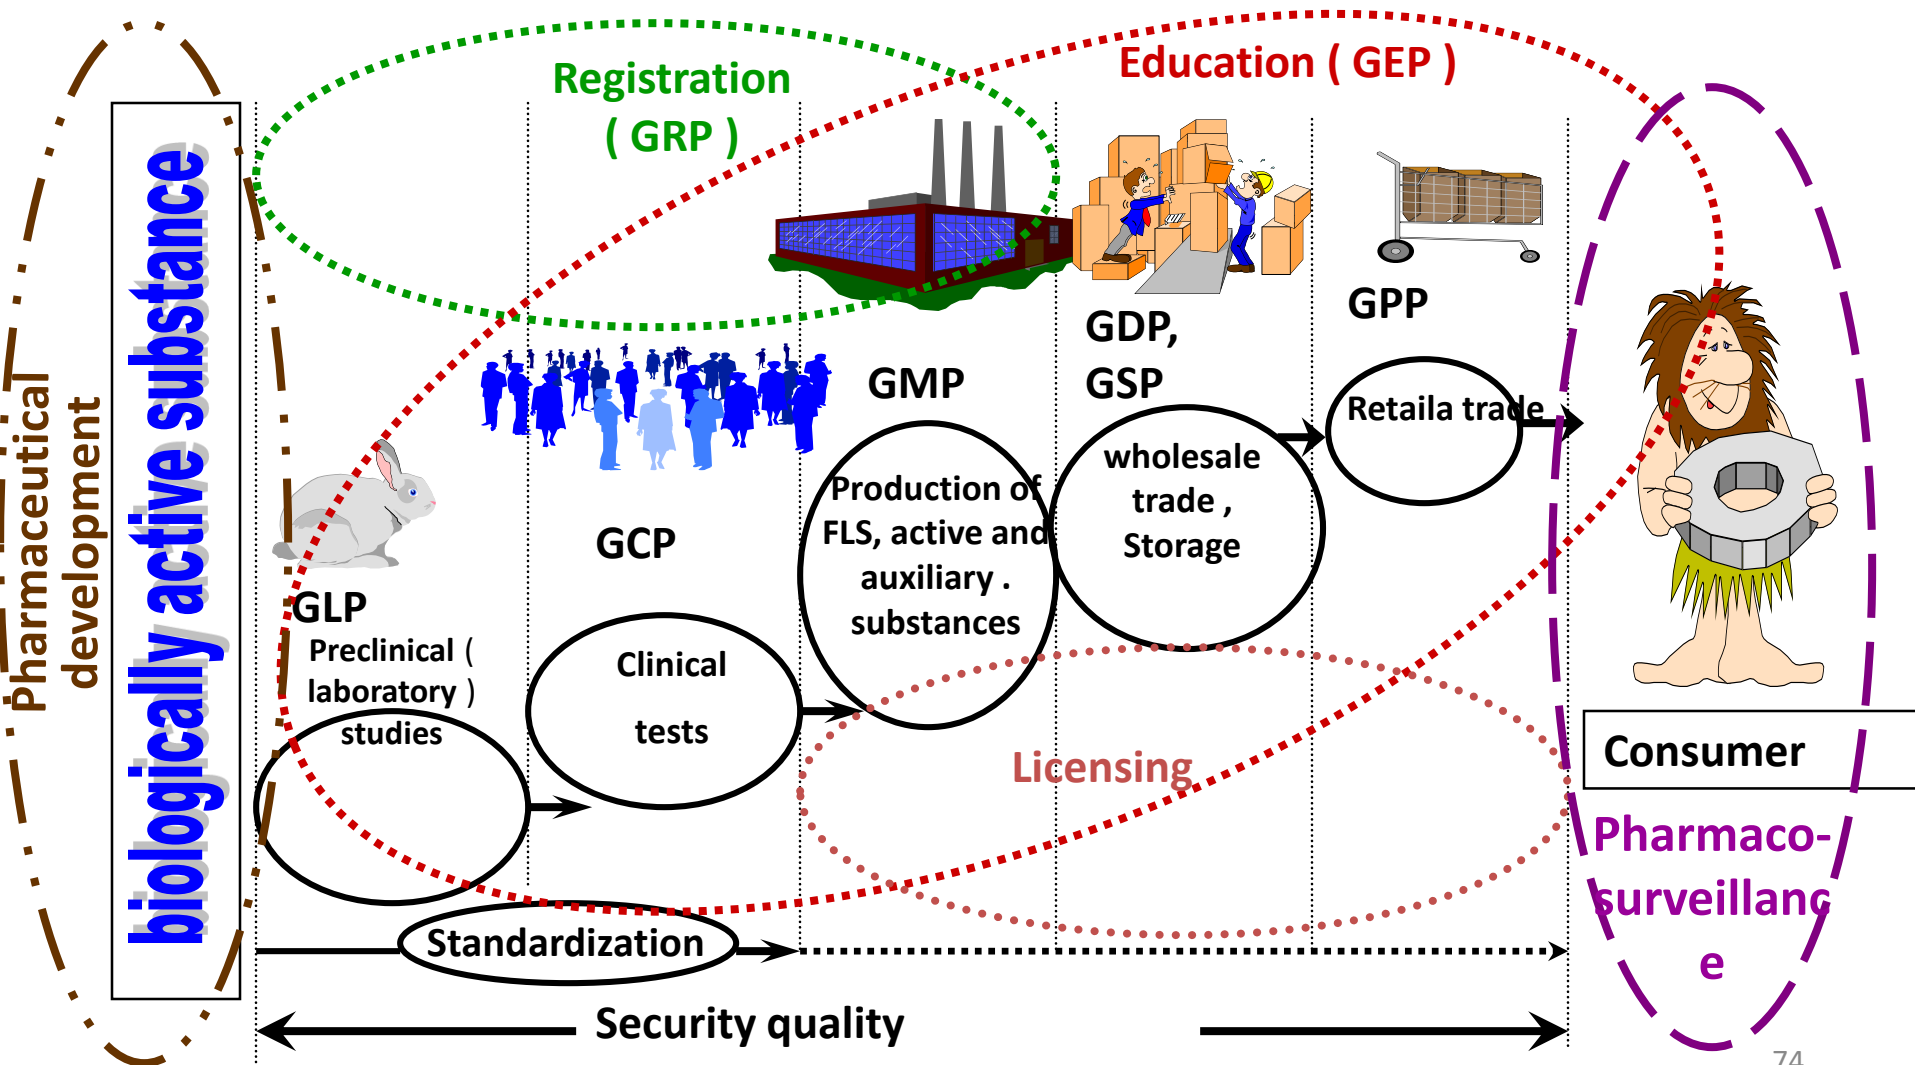 Pharmaceutical
development
biologically active substance
Registration
( GRP )
Education ( GEP )
GLP
Preclinical (
laboratory )
studies
GCP
Clinical
tests
GMP
Production of
FLS, active and
auxiliary .
substances
GDP,
GSP
wholesale
trade ,
Storage
GPP
Retaila trade
Licensing
Consumer
Pharmaco-
surveillanc
e
Standardization
Security quality
74